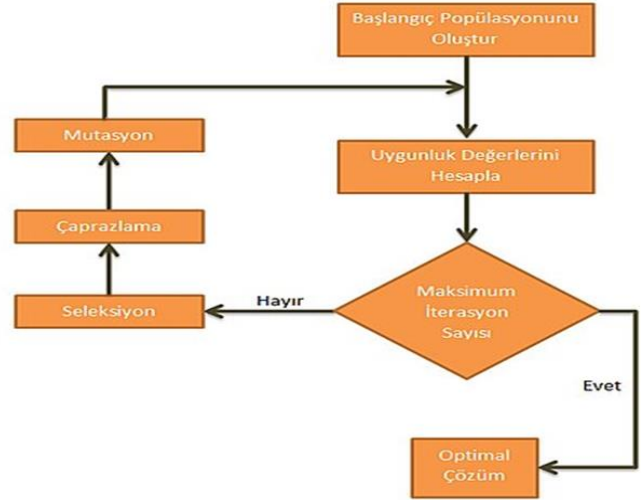 Başlangıç Popülasyonunu
Oluştur
Mutasyon
Uygunluk Değerlerini
Hesapla
Çaprazlama
Maksimum
İterasyon
Sayısı
Hayır
Seleksiyon
Evet
Optimal
Çözüm